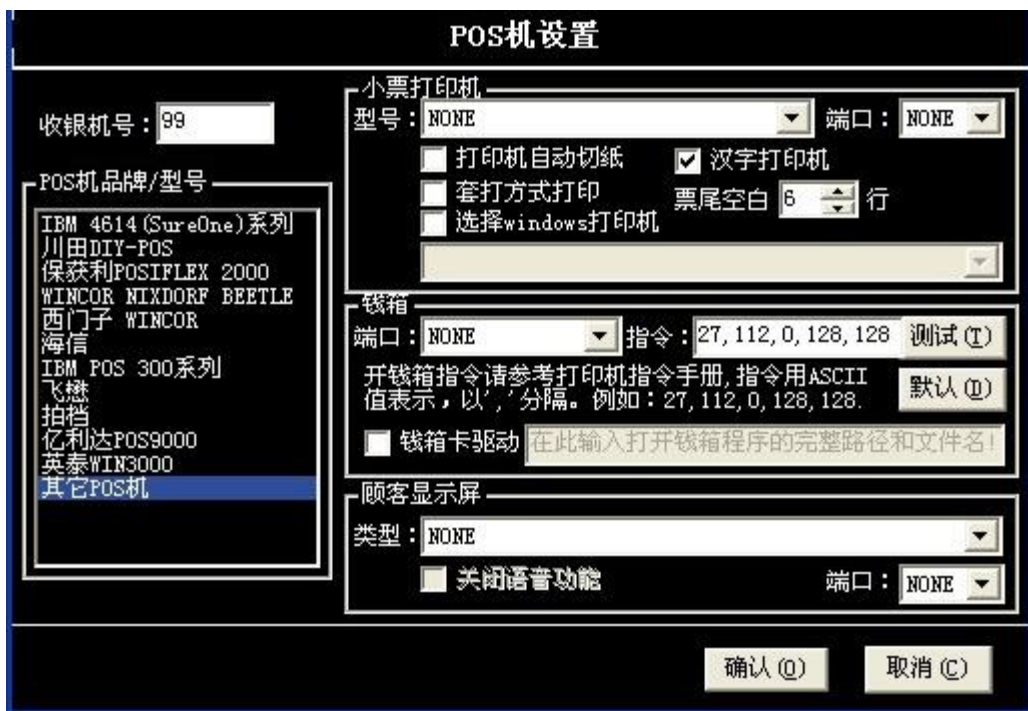 POS机设置
收银机号：99
POS机品牌/型号
IBM 4614(SureOne)系列
川田DIY-POS
保获利POSIFLEX 2000
WINCOR NIXDORF BEETLE
西门子 WINCOR
海信
IBM POS 300系列
飞懋
拍档
亿利达POS9000
英泰WIN3000
其它POS机
小票打印机
型号：NONE 端口：NONE
打印机自动切纸 汉字打印机
套打方式打印 票尾空白 6 行
选择windows打印机
钱箱
端口：NONE 指令：27,112,0,128,128 测试(T)
开钱箱指令请参考打印机指令手册,指令用ASCII
值表示，以','分隔。例如：27,112,0,128,128.
默认(D)
钱箱卡驱动 在此输入打开钱箱程序的完整路径和文件名!
顾客显示屏
类型：NONE
关闭语音功能 端口：NONE
确认(O) 取消(C)